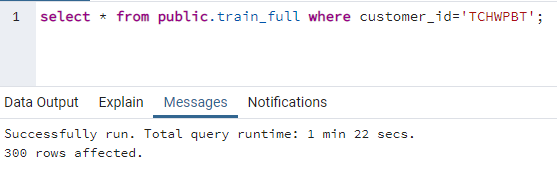 1 select * from public.train_full where customer_id='TCHWPBT';
Data Output Explain Messages Notifications
Successfully run. Total query runtime: 1 min 22 secs.
300 rows affected.